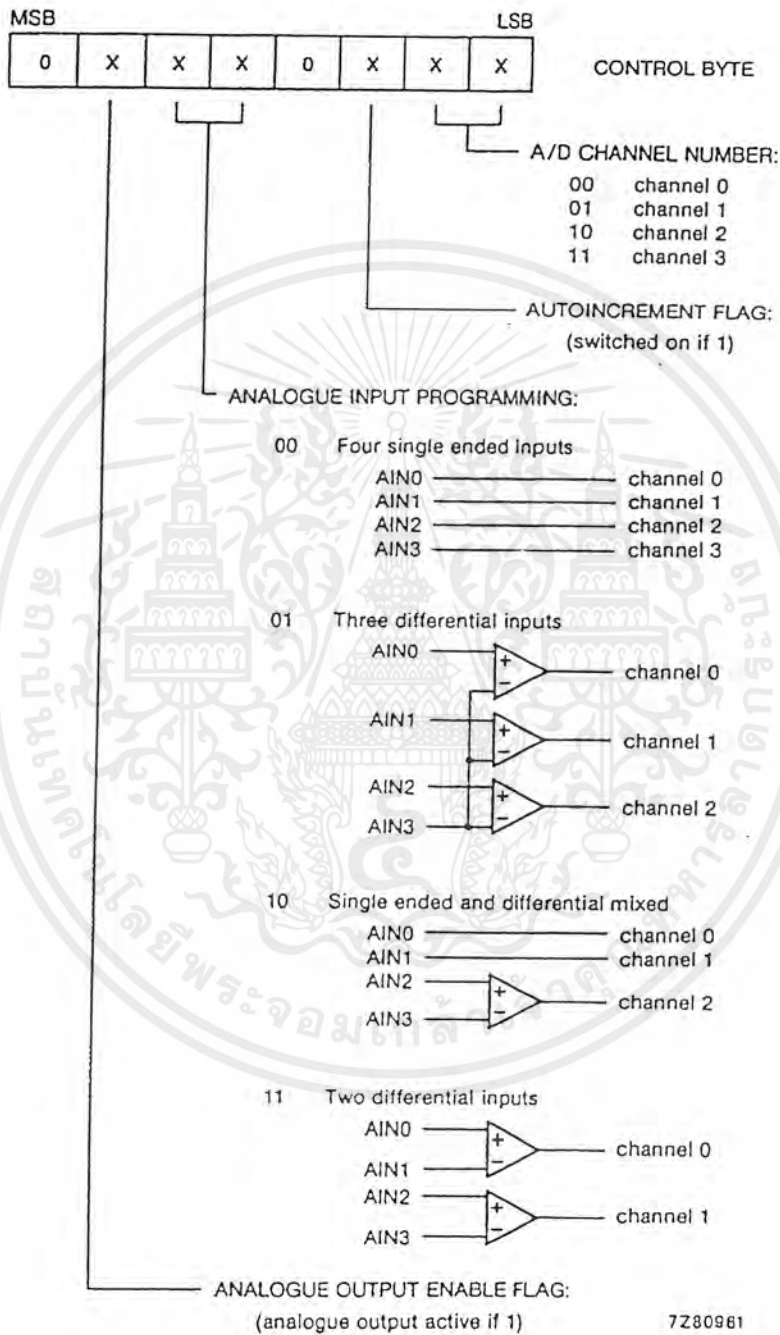 MSB LSB
0 X X X 0 X X X CONTROL BYTE
A/D CHANNEL NUMBER:
00 channel 0
01 channel 1
10 channel 2
11 channel 3
AUTOINCREMENT FLAG:
(switched on if 1)
ANALOGUE INPUT PROGRAMMING:
00 Four single ended inputs
AIN0 channel 0
AIN1 channel 1
AIN2 channel 2
AIN3 channel 3
01 Three differential inputs
AIN0 + − channel 0
AIN1 + − channel 1
AIN2 + − channel 2
AIN3
10 Single ended and differential mixed
AIN0 channel 0
AIN1 channel 1
AIN2 + − channel 2
AIN3
11 Two differential inputs
AIN0 + − channel 0
AIN1
AIN2 + − channel 1
AIN3
ANALOGUE OUTPUT ENABLE FLAG:
(analogue output active if 1)
7Z80961